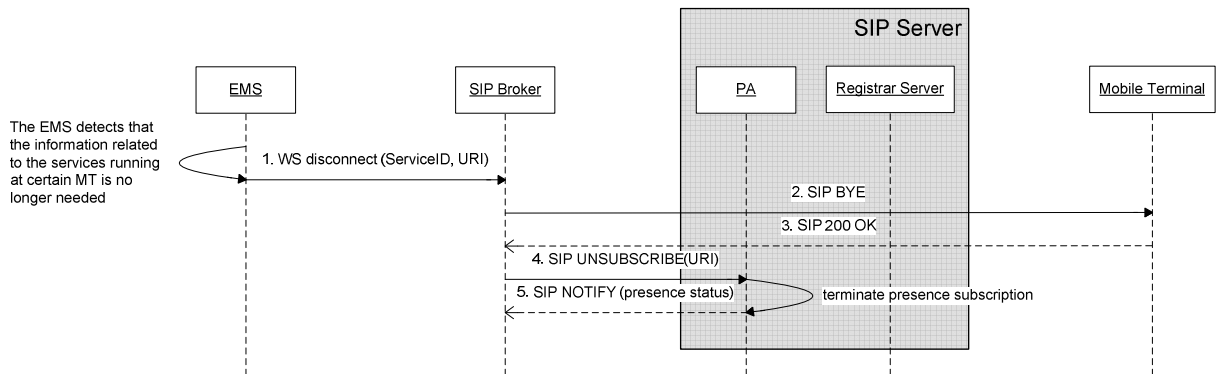 SIP Server
EMS
SIP Broker
PA
Registrar Server
Mobile Terminal
The EMS detects that
the information related
to the services running
at certain MT is no
longer needed
1. WS disconnect (ServiceID, URI)
2. SIP BYE
3. SIP 200 OK
4. SIP UNSUBSCRIBE(URI)
5. SIP NOTIFY (presence status)
terminate presence subscription